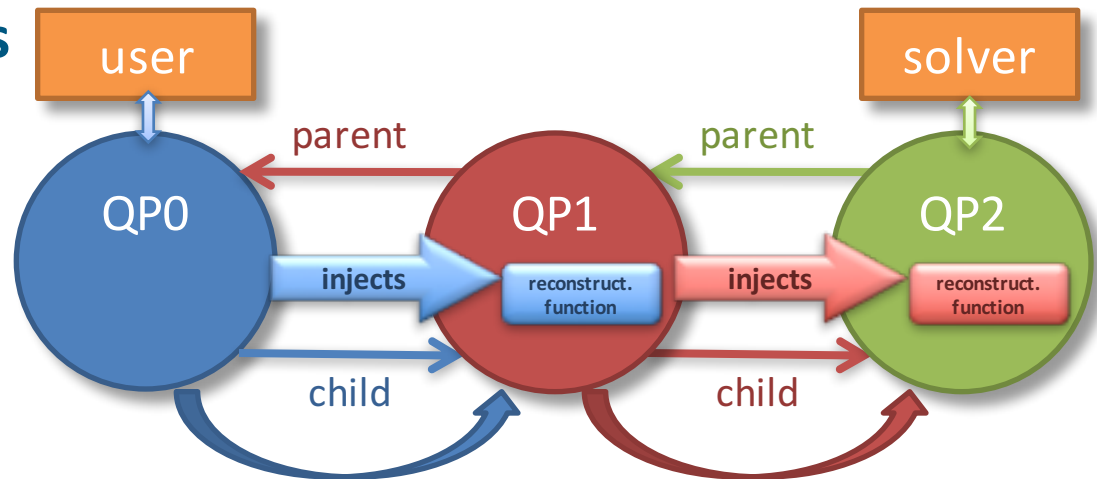 s
user
solver
parent
parent
QP0
QP1
QP2
injects
reconstruct.
function
injects
reconstruct.
function
child
child